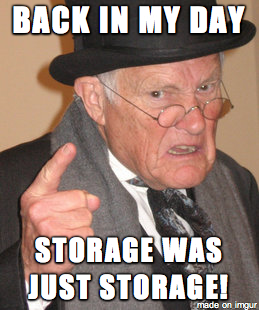 BACK IN MY DAY
STORAGE WAS
JUST STORAGE!
made on imgur